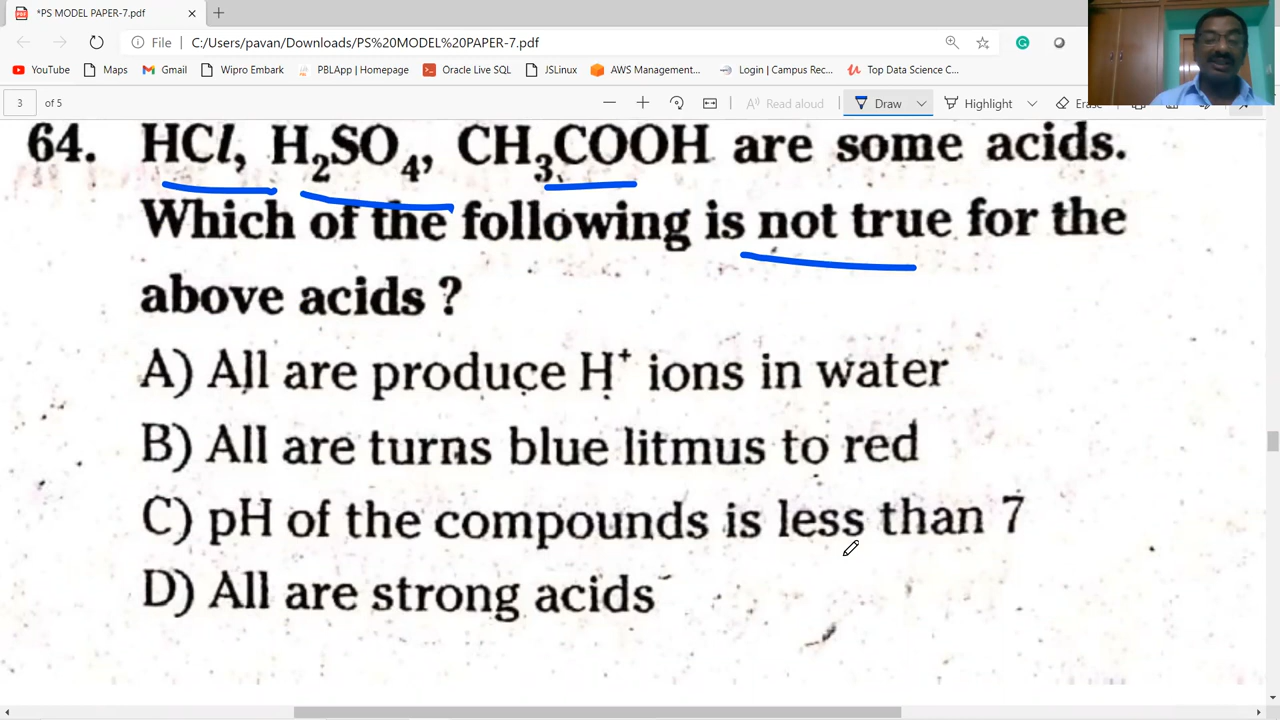 *PS MODEL PAPER-7.pdf
File C:/Users/pavan/Downloads/PS%20MODEL%20PAPER-7.pdf
YouTube Maps Gmail Wipro Embark PBLApp | Homepage Oracle Live SQL JSLinux AWS Management... Login | Campus Rec... Top Data Science C...
3 of 5 Read aloud Draw Highlight Erase
64. HCl, H₂SO₄, CH₃COOH are some acids.
Which of the following is not true for the
above acids ?
A) All are produce H⁺ ions in water
B) All are turns blue litmus to red
C) pH of the compounds is less than 7
D) All are strong acids